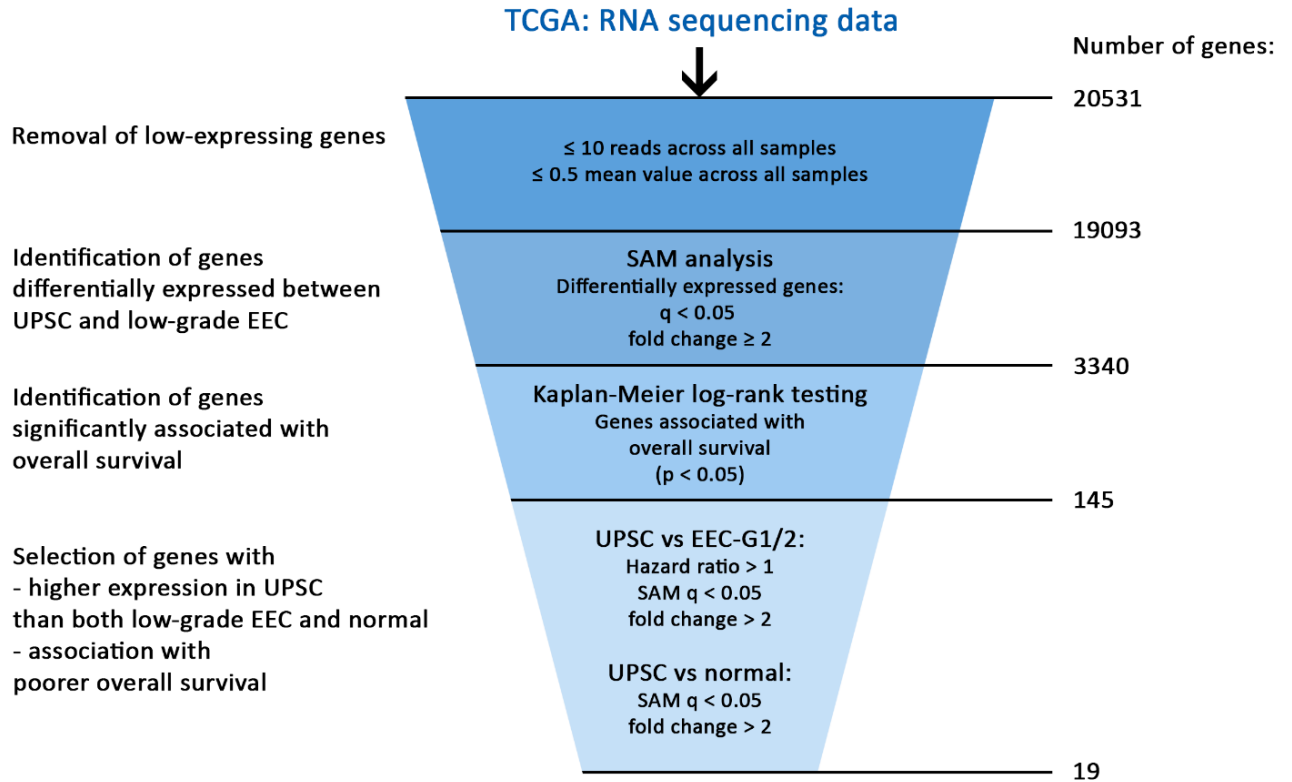 TCGA: RNA sequencing data
Number of genes:
20531
Removal of low-expressing genes
≤ 10 reads across all samples
≤ 0.5 mean value across all samples
19093
Identification of genes
differentially expressed between
UPSC and low-grade EEC
SAM analysis
Differentially expressed genes:
q < 0.05
fold change ≥ 2
3340
Identification of genes
significantly associated with
overall survival
Kaplan-Meier log-rank testing
Genes associated with
overall survival
(p < 0.05)
145
Selection of genes with
- higher expression in UPSC
than both low-grade EEC and normal
- association with
poorer overall survival
UPSC vs EEC-G1/2:
Hazard ratio > 1
SAM q < 0.05
fold change > 2
UPSC vs normal:
SAM q < 0.05
fold change > 2
19